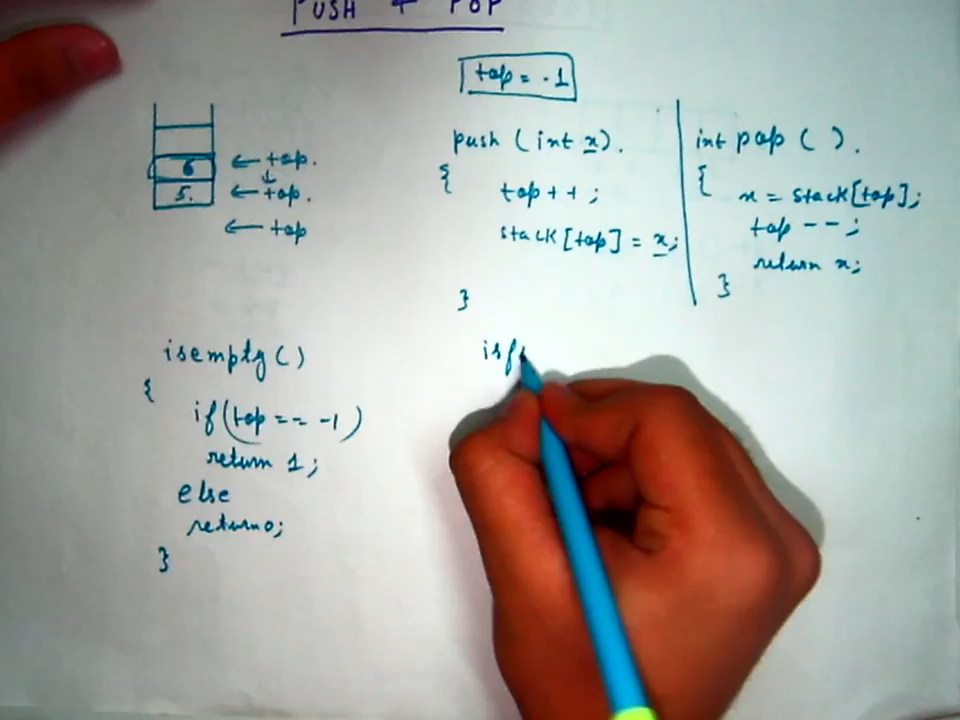 PUSH + POP
top = -1
6 ← top.
↓
5. ← top.
← top
push (int x).
{
top++;
stack[top] = x;
}
int pop ( ).
{
x = stack[top];
top --;
return x;
}
isempty()
{
if(top == -1)
return 1;
else
return0;
}
isf